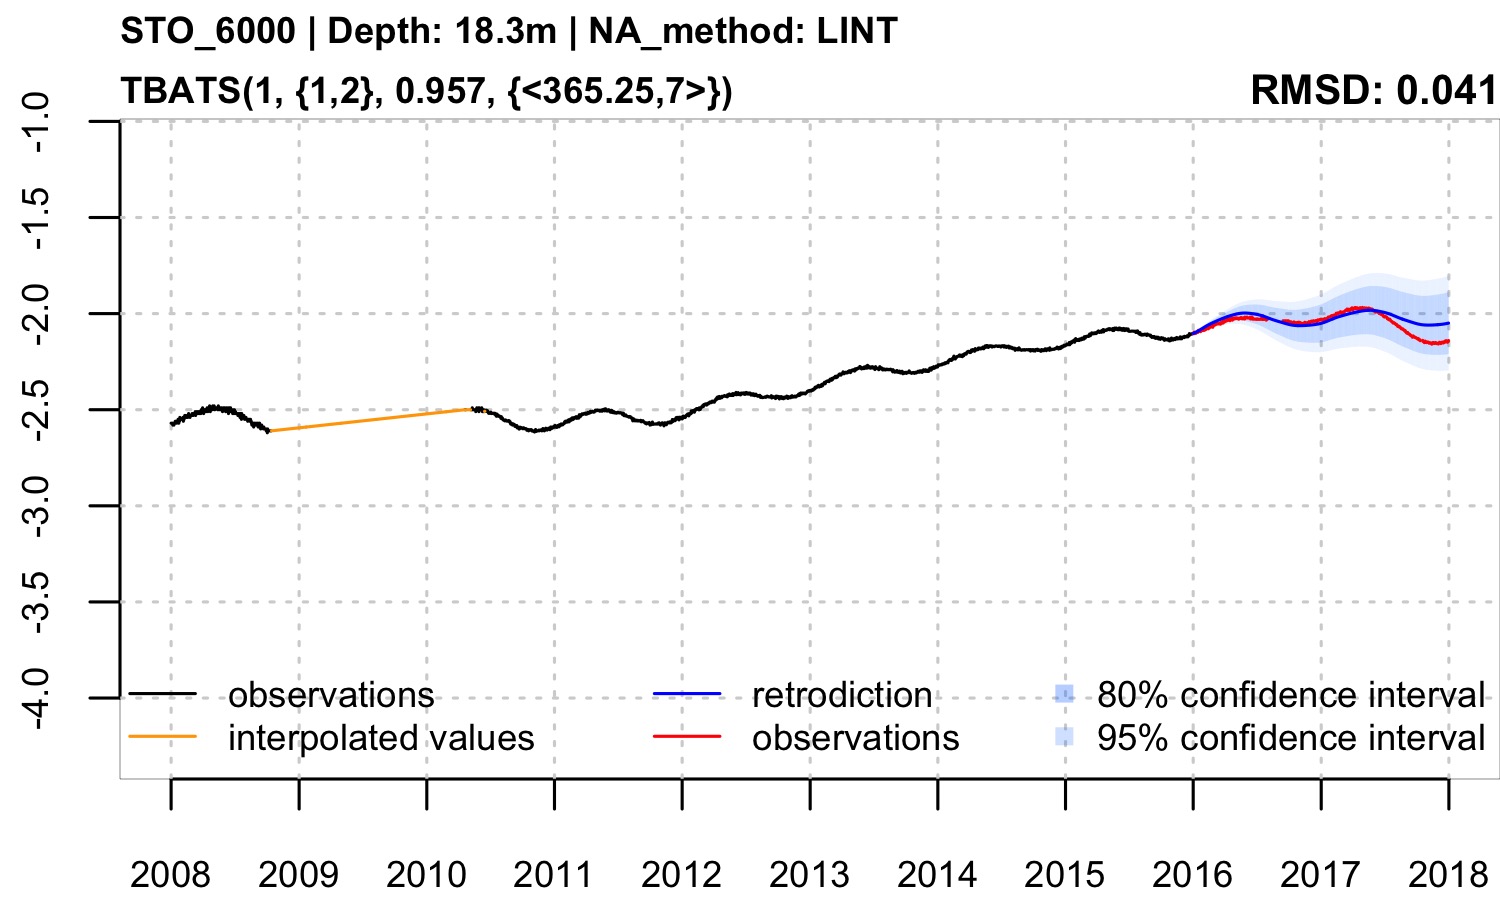 STO_6000 | Depth: 18.3m | NA_method: LINT
TBATS(1, {1,2}, 0.957, {<365.25,7>})
RMSD: 0.041
-1.0
-1.5
-2.0
-2.5
-3.0
-3.5
-4.0
observations
interpolated values
retrodiction
observations
80% confidence interval
95% confidence interval
2008 2009 2010 2011 2012 2013 2014 2015 2016 2017 2018